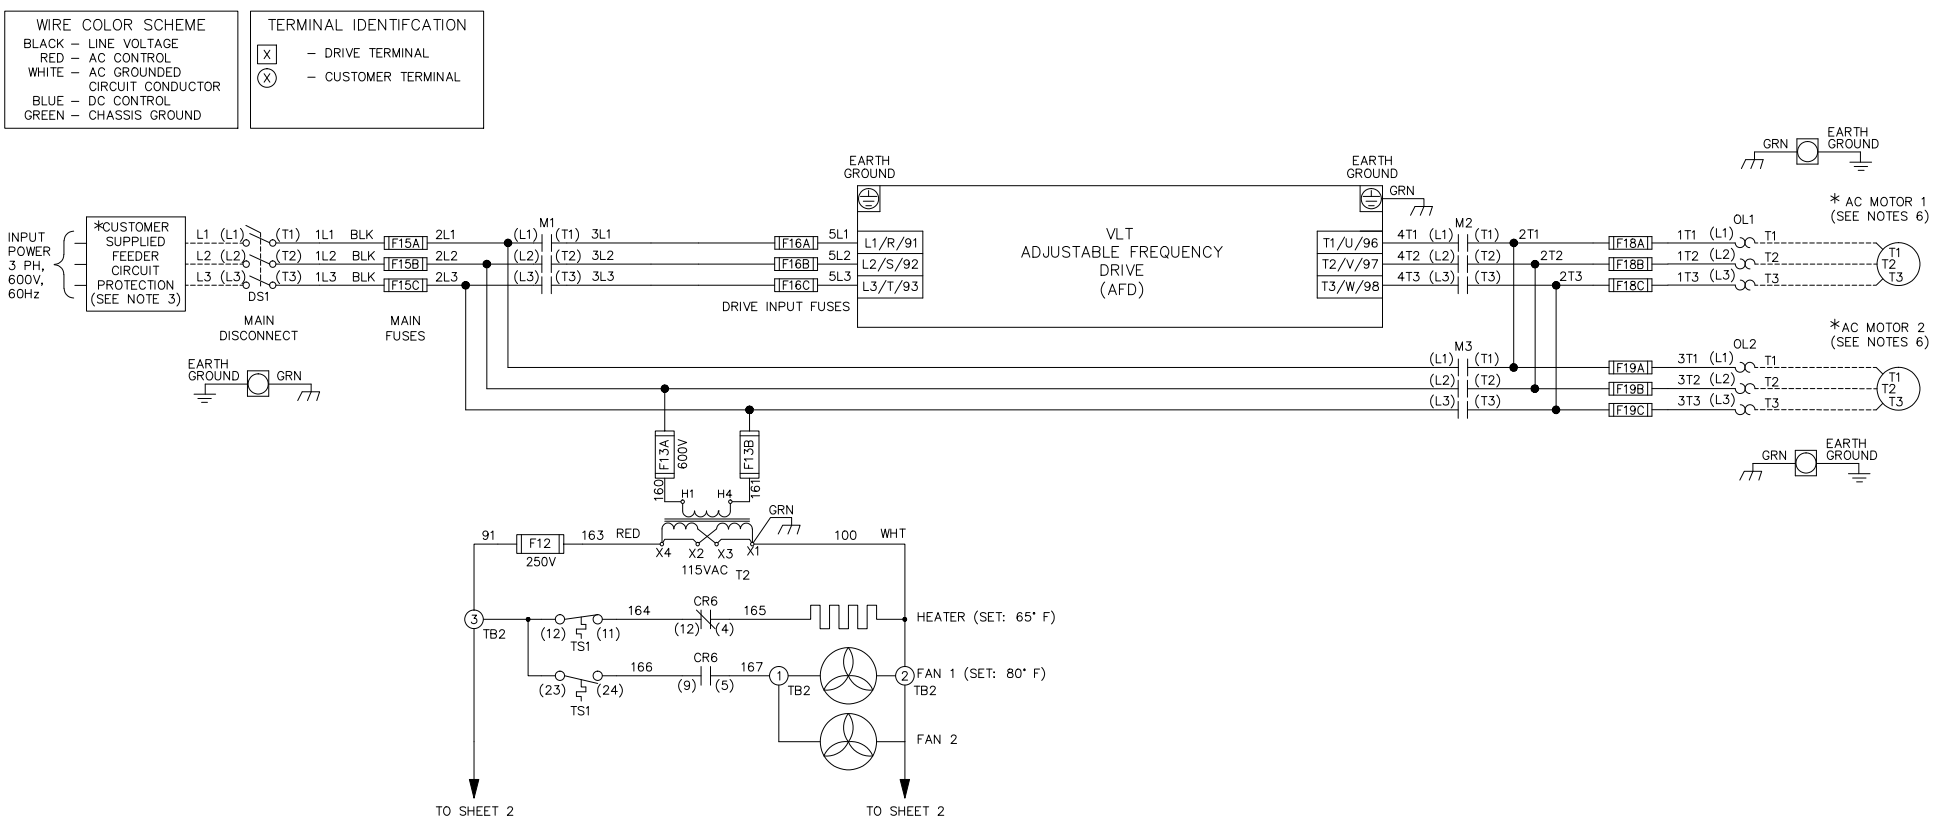 WIRE COLOR SCHEME
BLACK – LINE VOLTAGE
RED – AC CONTROL
WHITE – AC GROUNDED
CIRCUIT CONDUCTOR
BLUE – DC CONTROL
GREEN – CHASSIS GROUND
TERMINAL IDENTIFCATION
X – DRIVE TERMINAL
X – CUSTOMER TERMINAL
INPUT
POWER
3 PH,
600V,
60Hz
*CUSTOMER
SUPPLIED
FEEDER
CIRCUIT
PROTECTION
(SEE NOTE 3)
L1 (L1) (T1) 1L1 BLK F15A 2L1
L2 (L2) (T2) 1L2 BLK F15B 2L2
L3 (L3) (T3) 1L3 BLK F15C 2L3
DS1
MAIN
DISCONNECT
MAIN
FUSES
EARTH
GROUND
GRN
M1
(L1) (T1) 3L1 F16A 5L1
(L2) (T2) 3L2 F16B 5L2
(L3) (T3) 3L3 F16C 5L3
DRIVE INPUT FUSES
EARTH
GROUND
L1/R/91
L2/S/92
L3/T/93
VLT
ADJUSTABLE FREQUENCY
DRIVE
(AFD)
EARTH
GROUND
GRN
T1/U/96
T2/V/97
T3/W/98
M2
4T1 (L1) (T1) 2T1 F18A 1T1 (L1) T1
4T2 (L2) (T2) 2T2 F18B 1T2 (L2) T2
4T3 (L3) (T3) 2T3 F18C 1T3 (L3) T3
OL1
GRN
EARTH
GROUND
* AC MOTOR 1
(SEE NOTES 6)
T1
T2
T3
M3
(L1) (T1) F19A 3T1 (L1) T1
(L2) (T2) F19B 3T2 (L2) T2
(L3) (T3) F19C 3T3 (L3) T3
OL2
*AC MOTOR 2
(SEE NOTES 6)
T1
T2
T3
GRN
EARTH
GROUND
F13A
600V
F13B
160
161
H1 H4
GRN
91 F12 163 RED
250V
X4 X2 X3 X1
100 WHT
115VAC T2
3
TB2
(12) (11)
TS1
164
CR6
(12) (4)
165
HEATER (SET: 65° F)
(23) (24)
TS1
166
CR6
(9) (5)
167
1
TB2
2
TB2
FAN 1 (SET: 80° F)
FAN 2
TO SHEET 2
TO SHEET 2